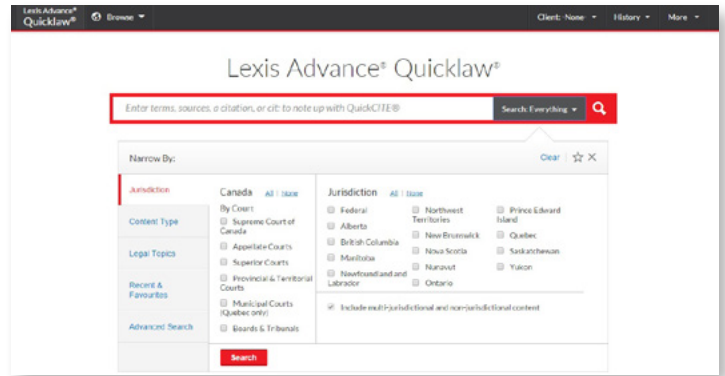 Lexis Advance®
Quicklaw®
Browse
Client: -None-
History
More
Lexis Advance® Quicklaw®
Enter terms, sources, a citation, or cit: to note up with QuickCITE®
Search: Everything
Narrow By:
Clear
Jurisdiction
Content Type
Legal Topics
Recent &
Favourites
Advanced Search
Canada All | None
By Court
Supreme Court of
Canada
Appellate Courts
Superior Courts
Provincial & Territorial
Courts
Municipal Courts
(Quebec only)
Boards & Tribunals
Jurisdiction All | None
Federal
Alberta
British Columbia
Manitoba
Newfoundland and
Labrador
Northwest
Territories
New Brunswick
Nova Scotia
Nunavut
Ontario
Prince Edward
Island
Quebec
Saskatchewan
Yukon
Include multi-jurisdictional and non-jurisdictional content
Search